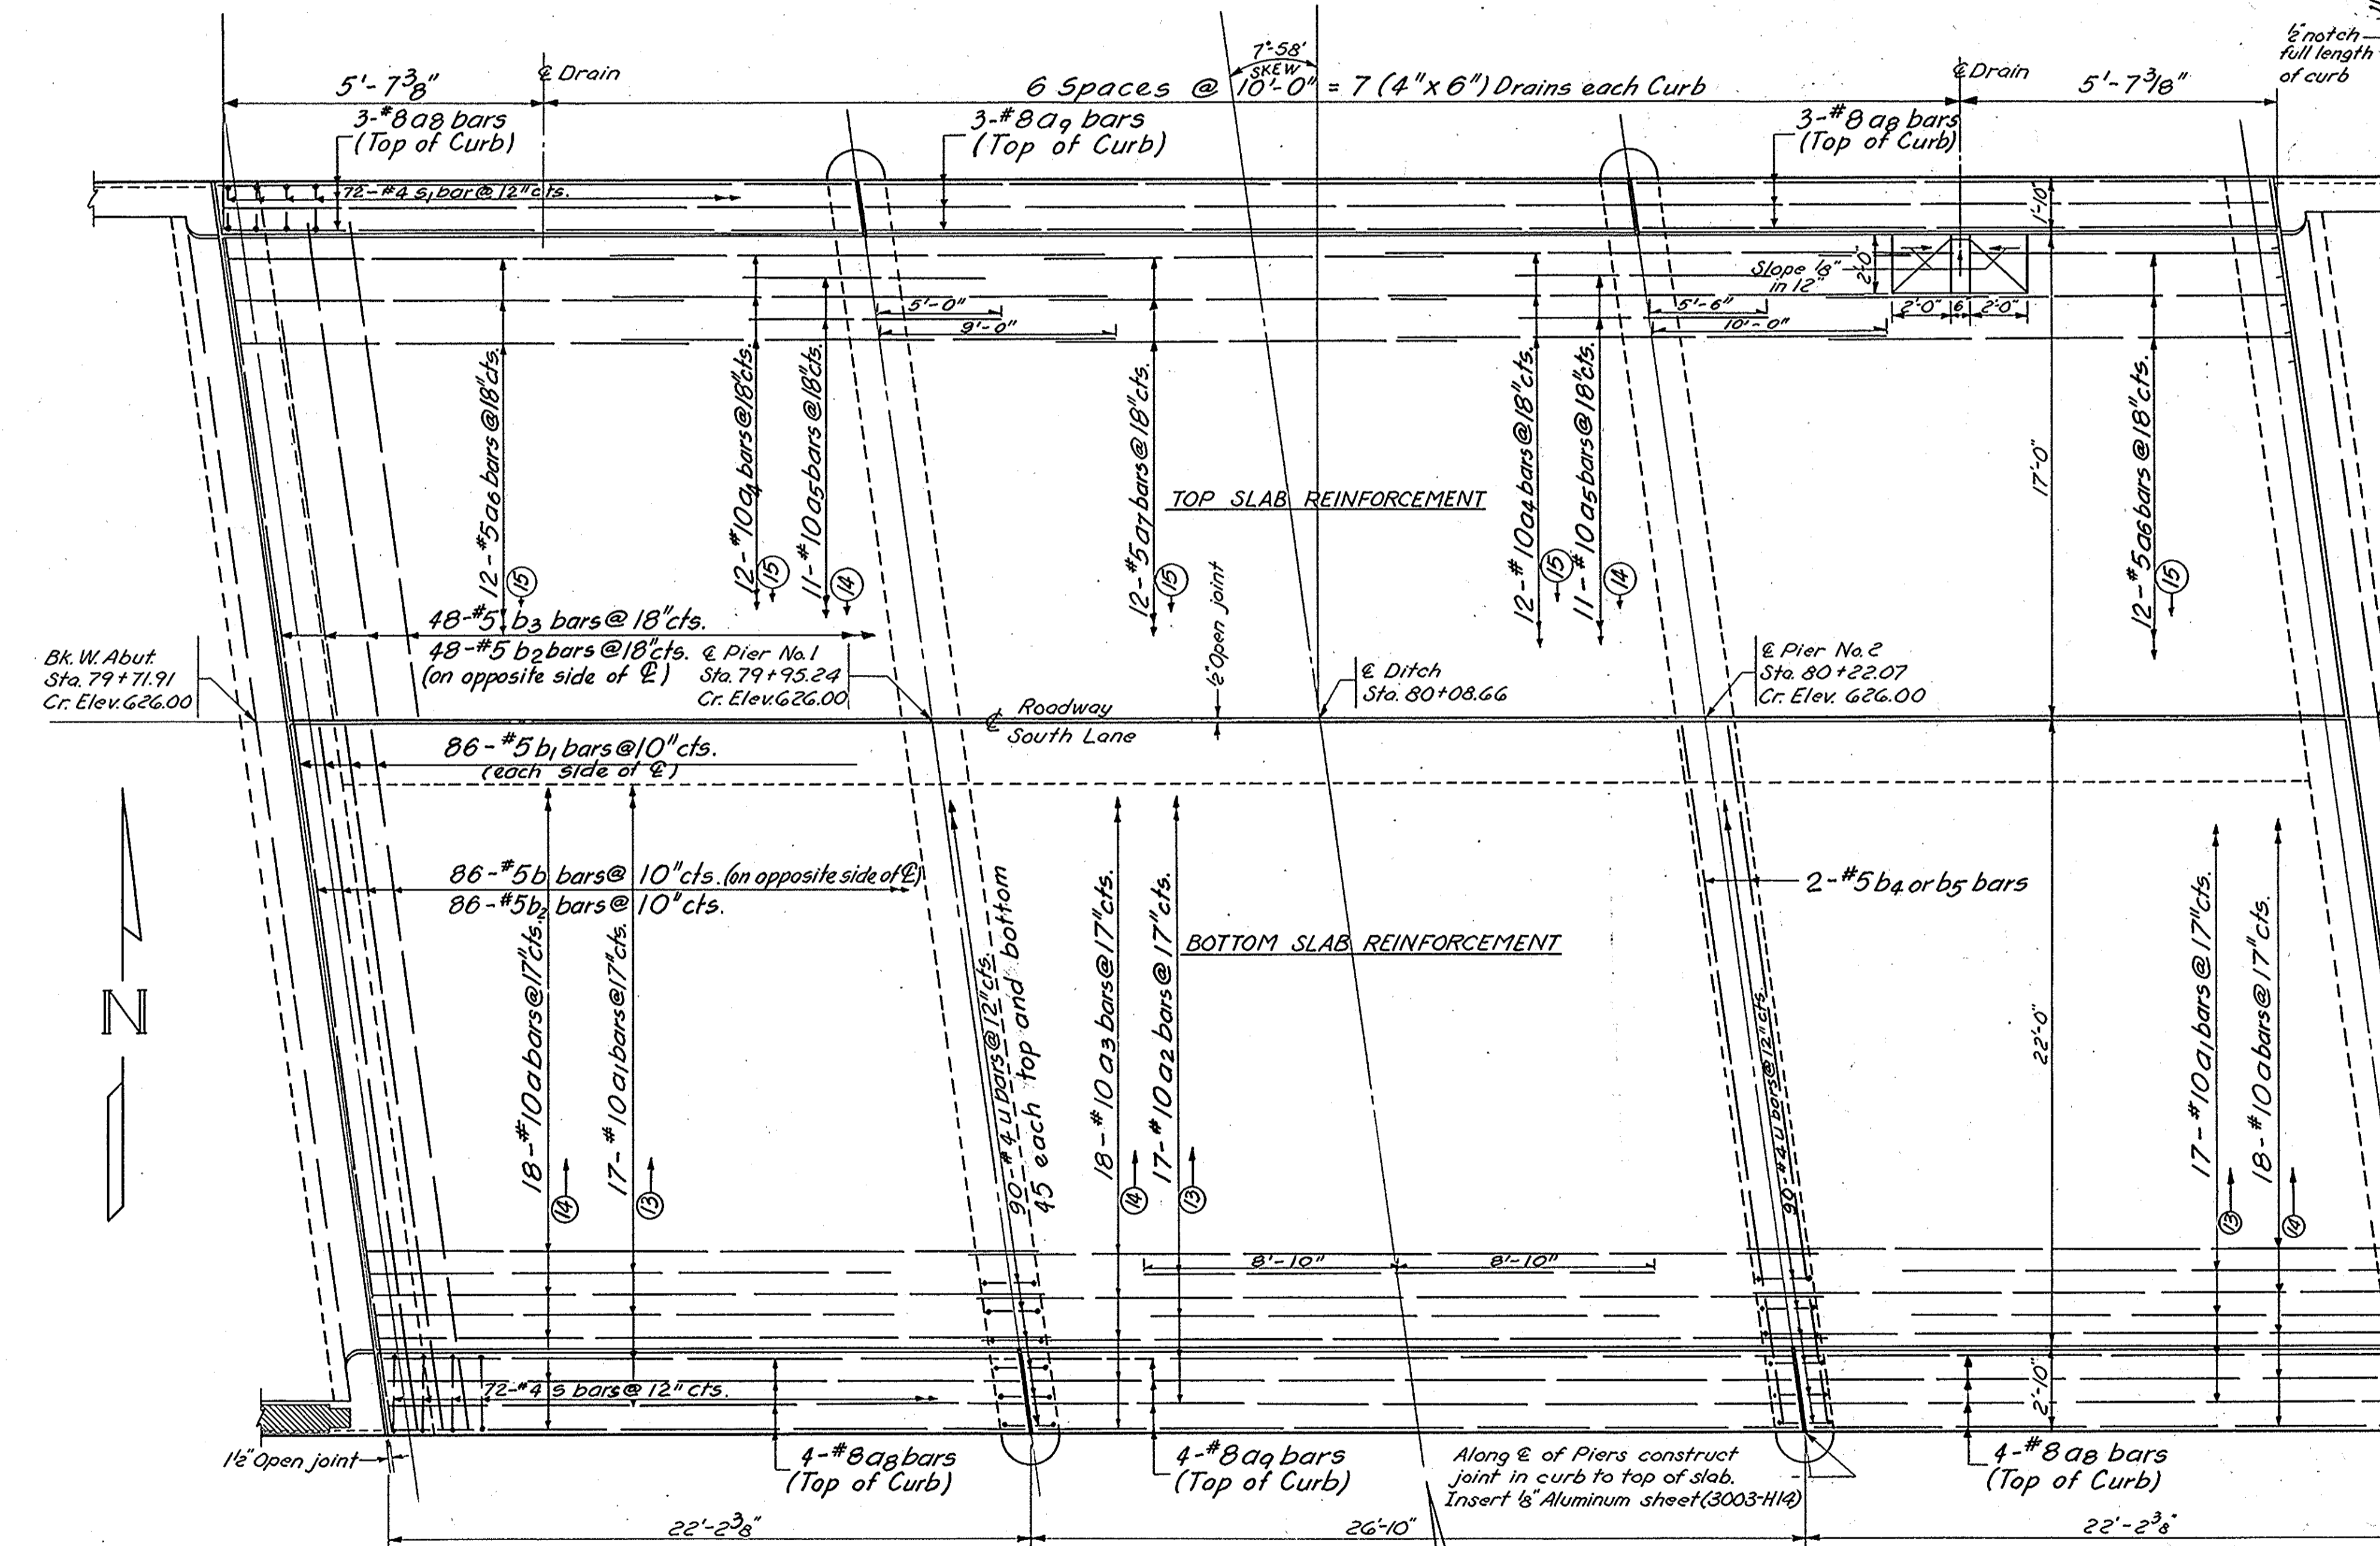 ½" notch
full length
of curb
7°-58'
SKEW
5'-7⅜"
℄ Drain
6 Spaces @ 10'-0" = 7 (4"x 6") Drains each Curb
℄ Drain
5'-7⅜"
3-#8 a8 bars
(Top of Curb)
3-#8 a9 bars
(Top of Curb)
3-#8 a8 bars
(Top of Curb)
72-#4 s1 bar @ 12" cts.
1'-10"
Slope ⅛"
in 12"
2'-0"
2'-0"
6"
2'-0"
5'-0"
9'-0"
5'-6"
10'-0"
12-#5 a6 bars @ 18" cts.
15
12-#10 a4 bars @ 18" cts.
15
11-#10 a5 bars @ 18" cts.
14
12-#5 a7 bars @ 18" cts.
15
12-#10 a4 bars @ 18" cts.
15
11-#10 a5 bars @ 18" cts.
14
17'-0"
12-#5 a6 bars @ 18" cts.
15
TOP SLAB REINFORCEMENT
½" Open joint
48-#5 b3 bars @ 18" cts.
48-#5 b2 bars @ 18" cts.
(on opposite side of ℄)
Bk. W. Abut.
Sta. 79+71.91
Cr. Elev. 626.00
℄ Pier No. 1
Sta. 79+95.24
Cr. Elev. 626.00
℄ Ditch
Sta. 80+08.66
℄ Pier No. 2
Sta. 80+22.07
Cr. Elev. 626.00
℄ Roadway
South Lane
86-#5 b1 bars @ 10" cts.
(each side of ℄)
86-#5 b bars @ 10" cts. (on opposite side of ℄)
86-#5 b2 bars @ 10" cts.
2-#5 b4 or b5 bars
BOTTOM SLAB REINFORCEMENT
N
18-#10 a bars @ 17" cts.
14
17-#10 a1 bars @ 17" cts.
13
90-#4 u bars @ 12" cts.
45 each top and bottom
18-#10 a3 bars @ 17" cts.
14
17-#10 a2 bars @ 17" cts.
13
90-#4 u bars @ 12" cts.
22'-0"
17-#10 a1 bars @ 17" cts.
13
18-#10 a bars @ 17" cts.
14
8'-10"
8'-10"
72-#4 s bars @ 12" cts.
2'-10"
1½" Open joint
4-#8 a8 bars
(Top of Curb)
4-#8 a9 bars
(Top of Curb)
Along ℄ of Piers construct
joint in curb to top of slab.
Insert ⅛" Aluminum sheet (3003-H14)
4-#8 a8 bars
(Top of Curb)
22'-2⅜"
26'-10"
22'-2⅜"